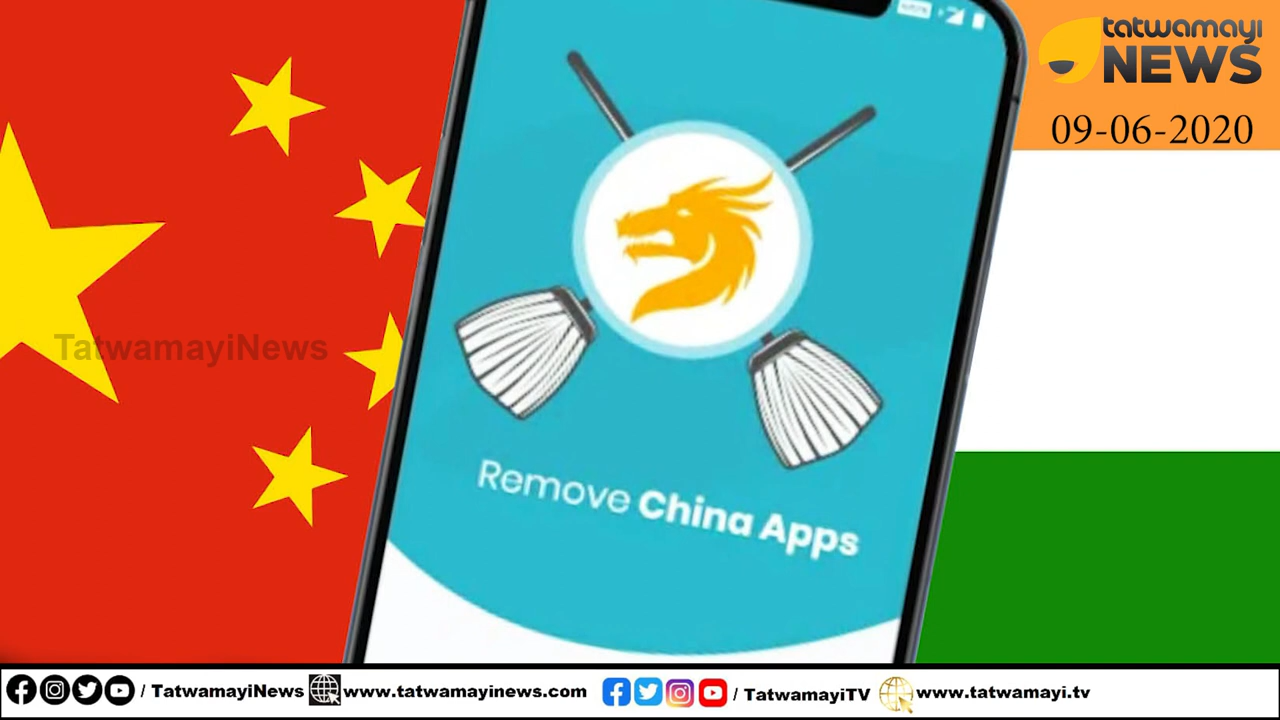 tatwamayi
NEWS
09-06-2020
TatwamayiNews
Remove China Apps
/ TatwamayiNews www.tatwamayinews.com / TatwamayiTV www.tatwamayi.tv